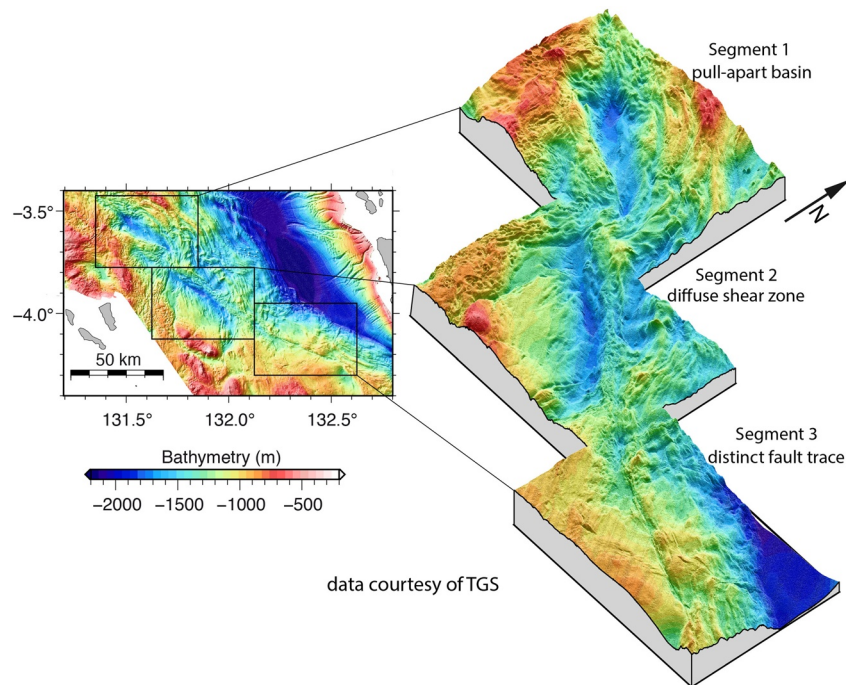 Segment 1
pull-apart basin
N
−3.5°
−4.0°
50 km
131.5°
132.0°
132.5°
Segment 2
diffuse shear zone
Segment 3
distinct fault trace
Bathymetry (m)
−2000
−1500
−1000
−500
data courtesy of TGS